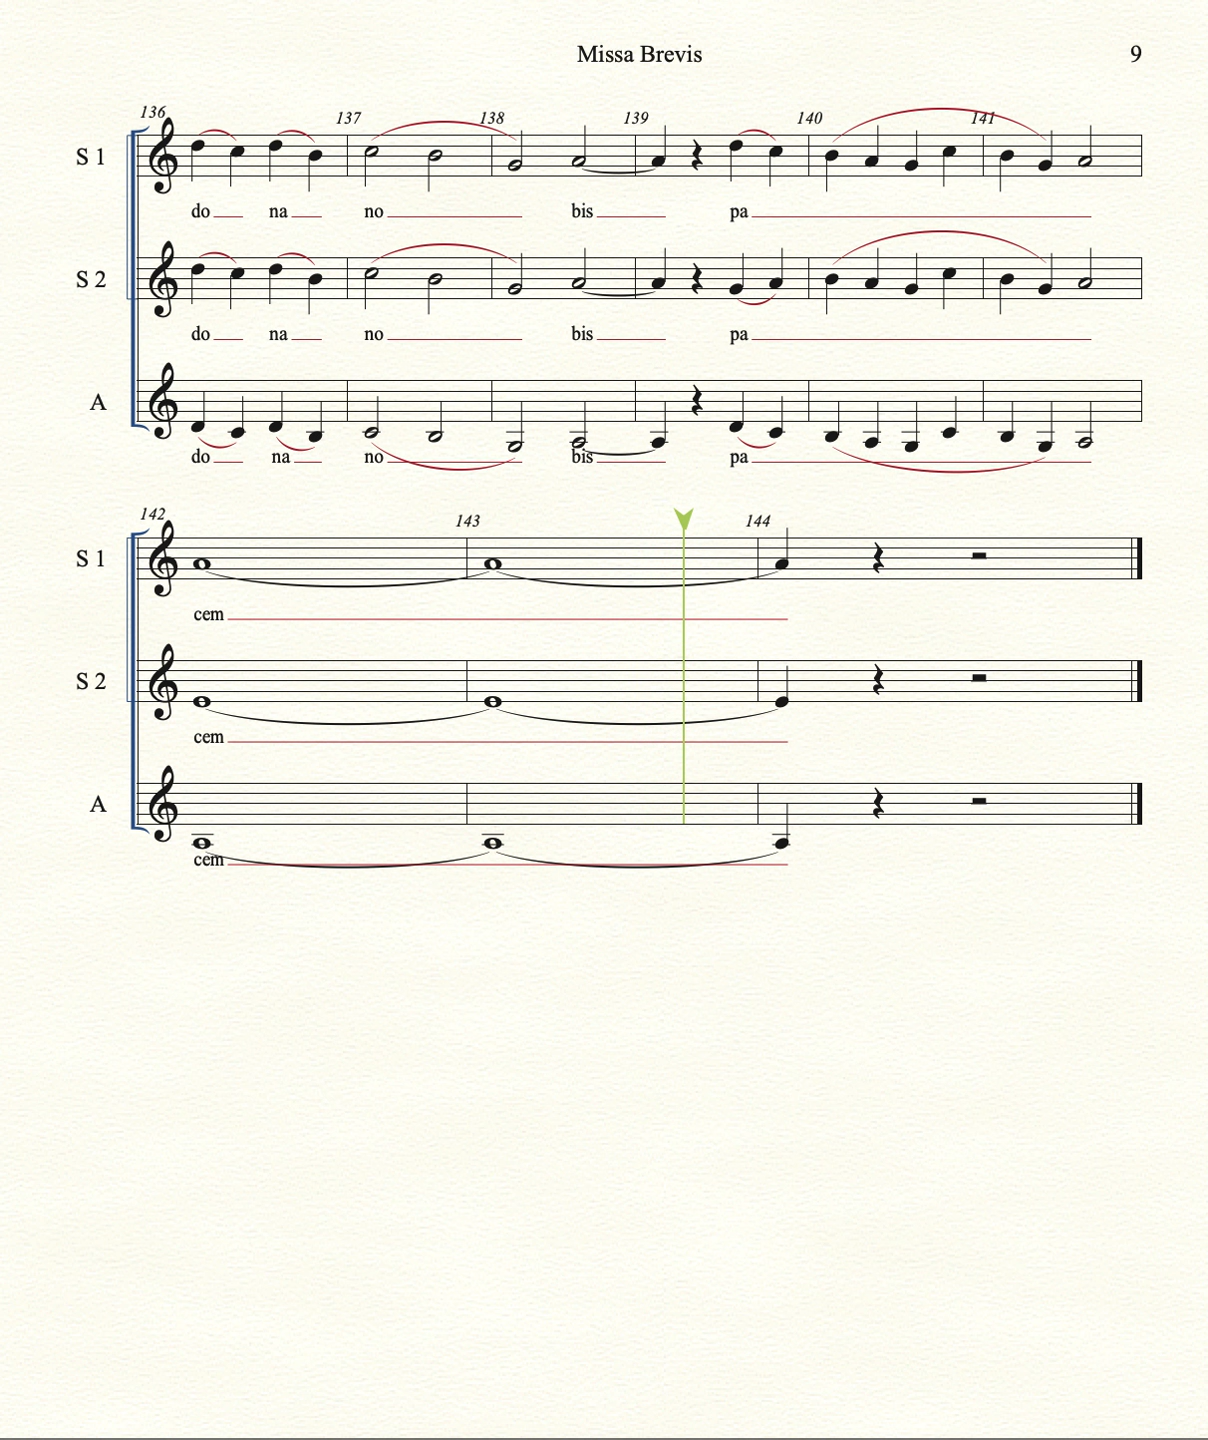 Missa Brevis 9
136 137 138 139 140 141
S 1
do na no bis pa
S 2
do na no bis pa
A
do na no bis pa
142 143 144
S 1
cem
S 2
cem
A
cem